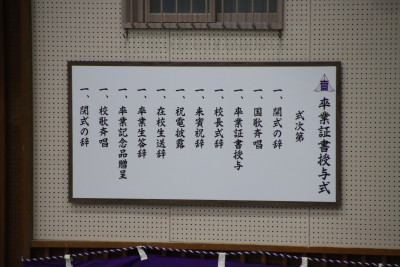 卒業証書授与式
式次第
一、開式の辞
一、国歌斉唱
一、卒業証書授与
一、校長式辞
一、来賓祝辞
一、祝電披露
一、在校生送辞
一、卒業生答辞
一、卒業記念品贈呈
一、校歌斉唱
一、閉式の辞